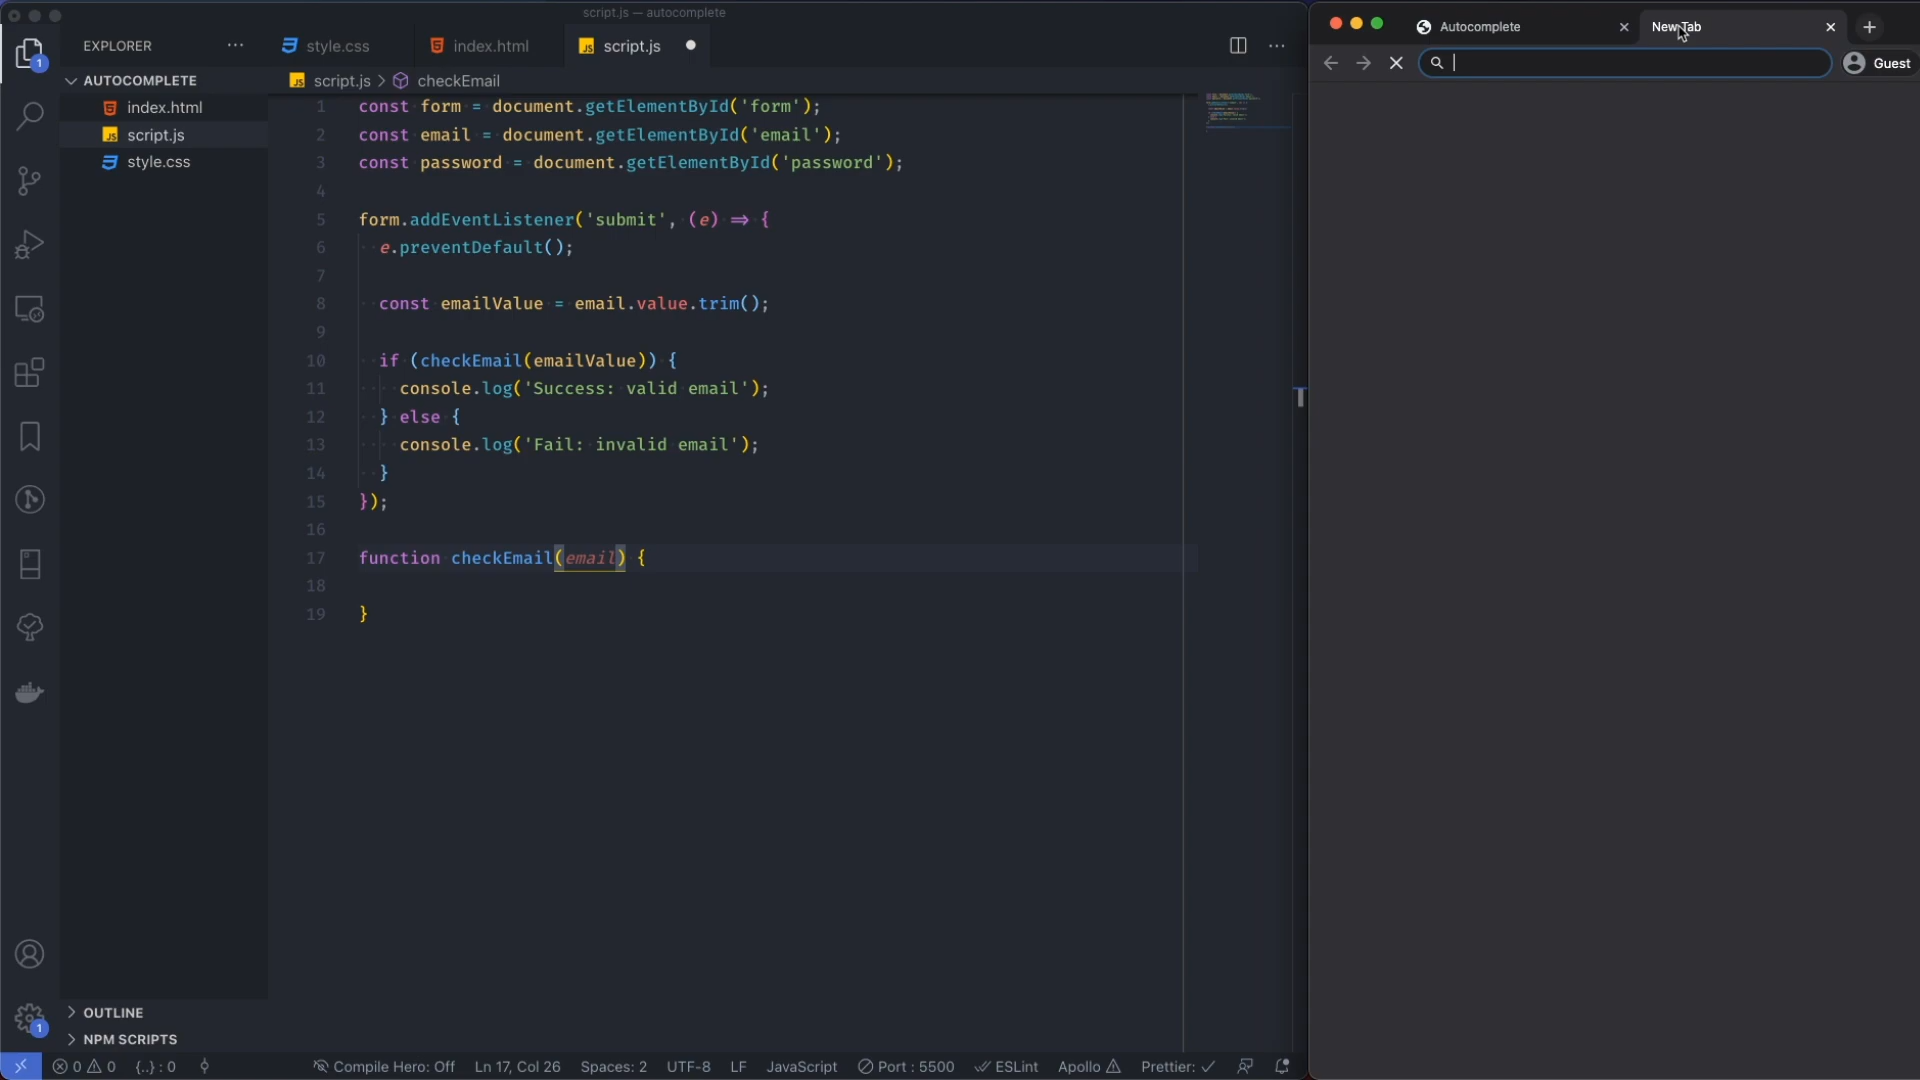 script.js — autocomplete
EXPLORER
style.css
index.html
script.js
AUTOCOMPLETE
index.html
script.js
style.css
script.js > checkEmail
1 const form = document.getElementById('form');
2 const email = document.getElementById('email');
3 const password = document.getElementById('password');
4
5 form.addEventListener('submit', (e) => {
6 e.preventDefault();
7
8 const emailValue = email.value.trim();
9
10 if (checkEmail(emailValue)) {
11 console.log('Success: valid email');
12 } else {
13 console.log('Fail: invalid email');
14 }
15 });
16
17 function checkEmail(email) {
18
19 }
1
OUTLINE
1
NPM SCRIPTS
0 0 {..} : 0 Compile Hero: Off Ln 17, Col 26 Spaces: 2 UTF-8 LF JavaScript Port : 5500 ESLint Apollo Prettier:
Autocomplete
New Tab
Guest